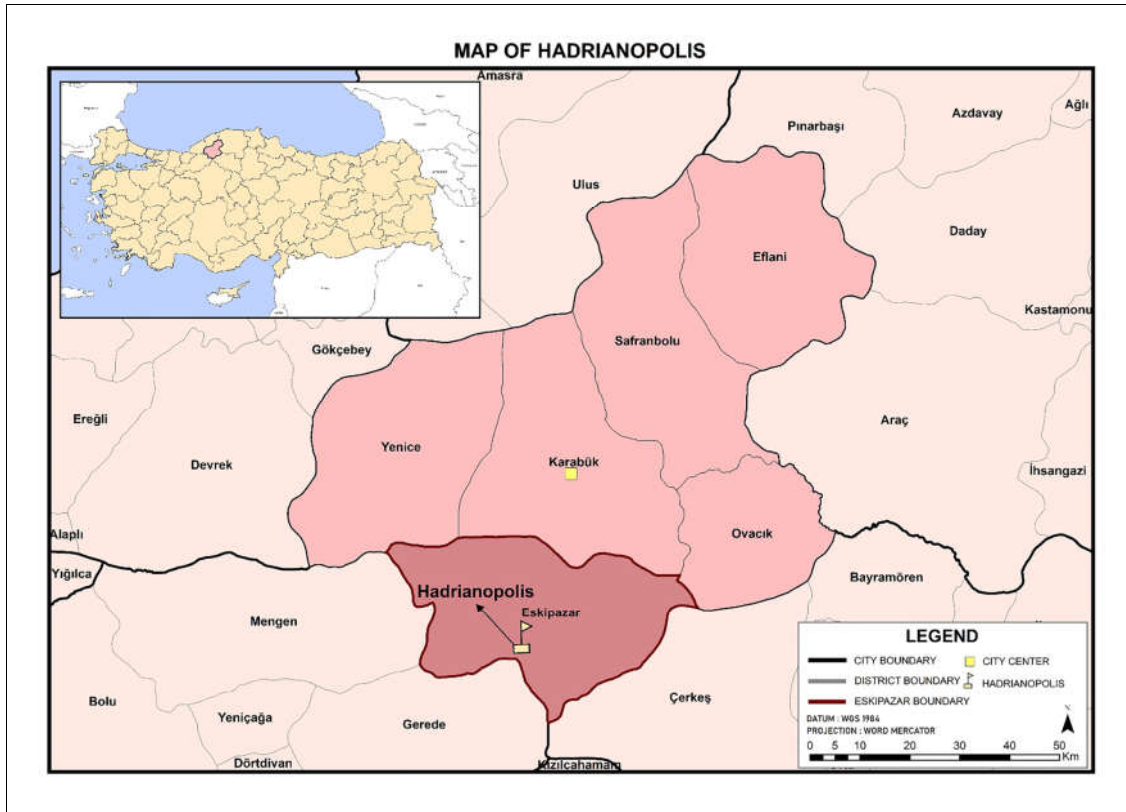 MAP OF HADRIANOPOLIS
Amasra
Azdavay
Ağlı
Pınarbaşı
Ulus
Daday
Eflani
Kastamonu
Safranbolu
Gökçebey
Ereğli
Araç
Yenice
Karabük
Devrek
İhsangazi
Alaplı
Ovacık
Yığılca
Bayramören
Hadrianopolis
Eskipazar
Mengen
LEGEND
CITY BOUNDARY
CITY CENTER
DISTRICT BOUNDARY
HADRIANOPOLIS
ESKIPAZAR BOUNDARY
Bolu
Çerkeş
Yeniçağa
Gerede
DATUM : WGS 1984
PROJECTION : WORD MERCATOR
N
0 5 10 20 30 40 50
Km
Dörtdivan
Kızılcahamam